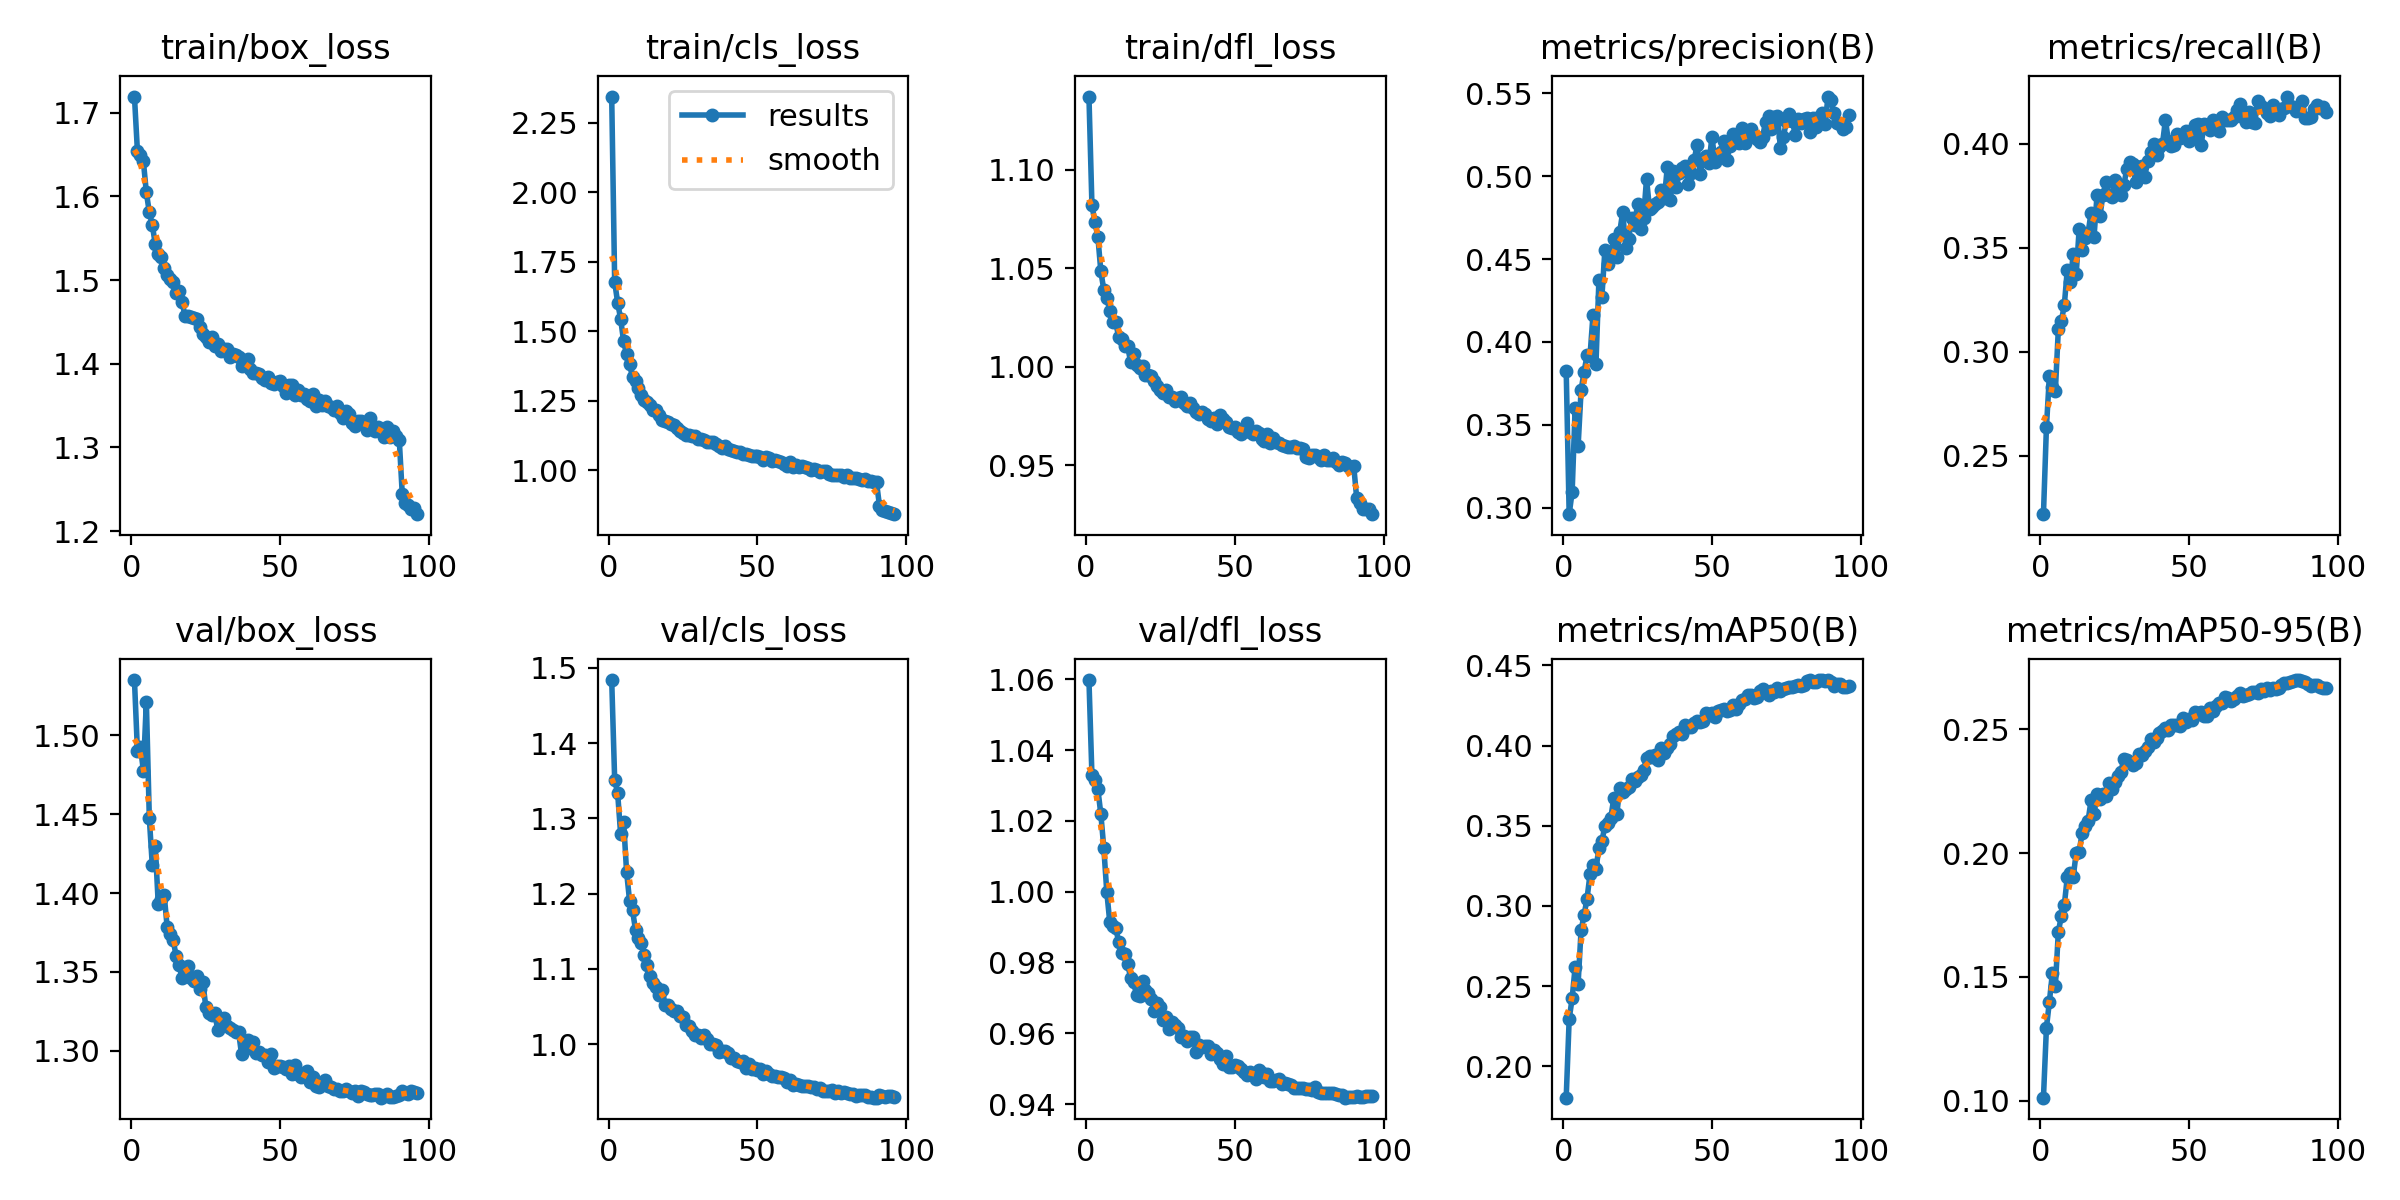 train/box_loss
1.7
1.6
1.5
1.4
1.3
1.2
0 50 100
train/cls_loss
results
smooth
2.25
2.00
1.75
1.50
1.25
1.00
0 50 100
train/dfl_loss
1.10
1.05
1.00
0.95
0 50 100
metrics/precision(B)
0.55
0.50
0.45
0.40
0.35
0.30
0 50 100
metrics/recall(B)
0.40
0.35
0.30
0.25
0 50 100
val/box_loss
1.50
1.45
1.40
1.35
1.30
0 50 100
val/cls_loss
1.5
1.4
1.3
1.2
1.1
1.0
0 50 100
val/dfl_loss
1.06
1.04
1.02
1.00
0.98
0.96
0.94
0 50 100
metrics/mAP50(B)
0.45
0.40
0.35
0.30
0.25
0.20
0 50 100
metrics/mAP50-95(B)
0.25
0.20
0.15
0.10
0 50 100